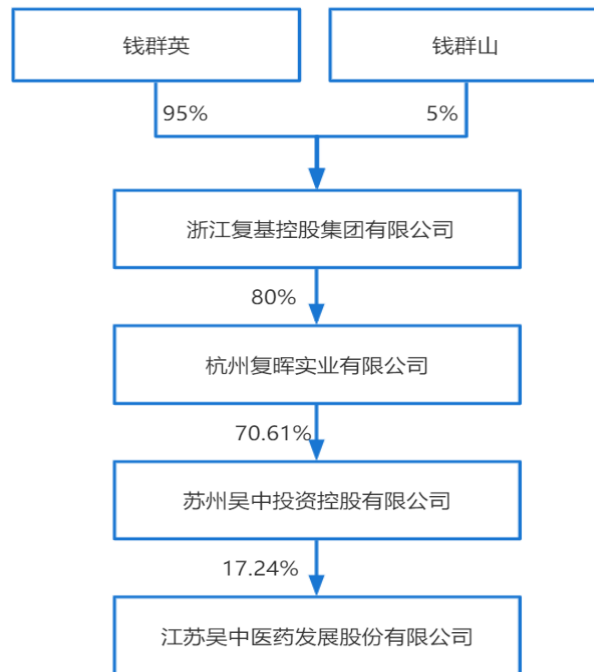 钱群英
钱群山
95%
5%
浙江复基控股集团有限公司
80%
杭州复晖实业有限公司
70.61%
苏州吴中投资控股有限公司
17.24%
江苏吴中医药发展股份有限公司